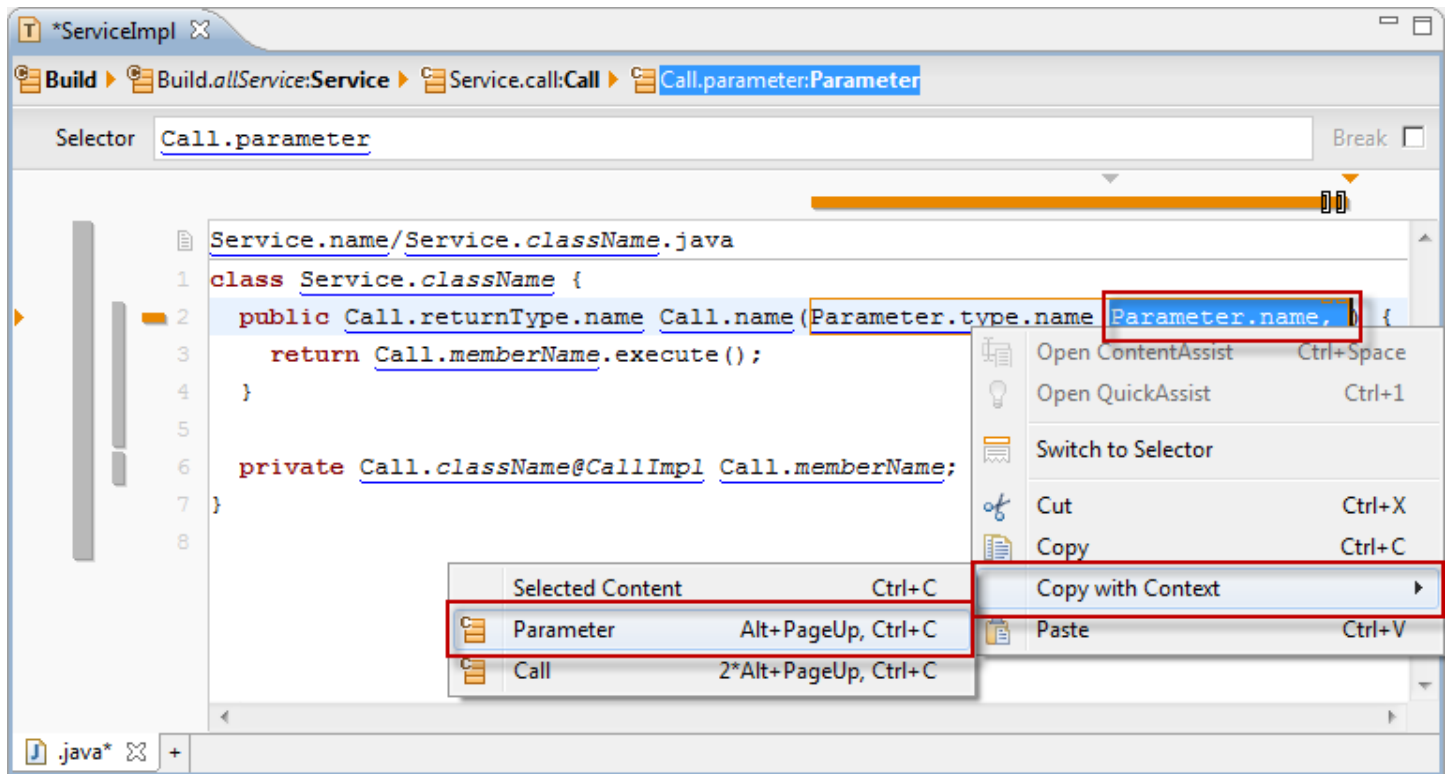 *ServiceImpl
Build Build.allService:Service Service.call:Call Call.parameter:Parameter
Selector Call.parameter Break
Service.name/Service.className.java
1 class Service.className {
2 public Call.returnType.name Call.name(Parameter.type.name Parameter.name, ) {
3 return Call.memberName.execute();
4 }
5
6 private Call.className@CallImpl Call.memberName;
7 }
8
Open ContentAssist Ctrl+Space
Open QuickAssist Ctrl+1
Switch to Selector
Cut Ctrl+X
Copy Ctrl+C
Copy with Context
Paste Ctrl+V
Selected Content Ctrl+C
Parameter Alt+PageUp, Ctrl+C
Call 2*Alt+PageUp, Ctrl+C
.java* +